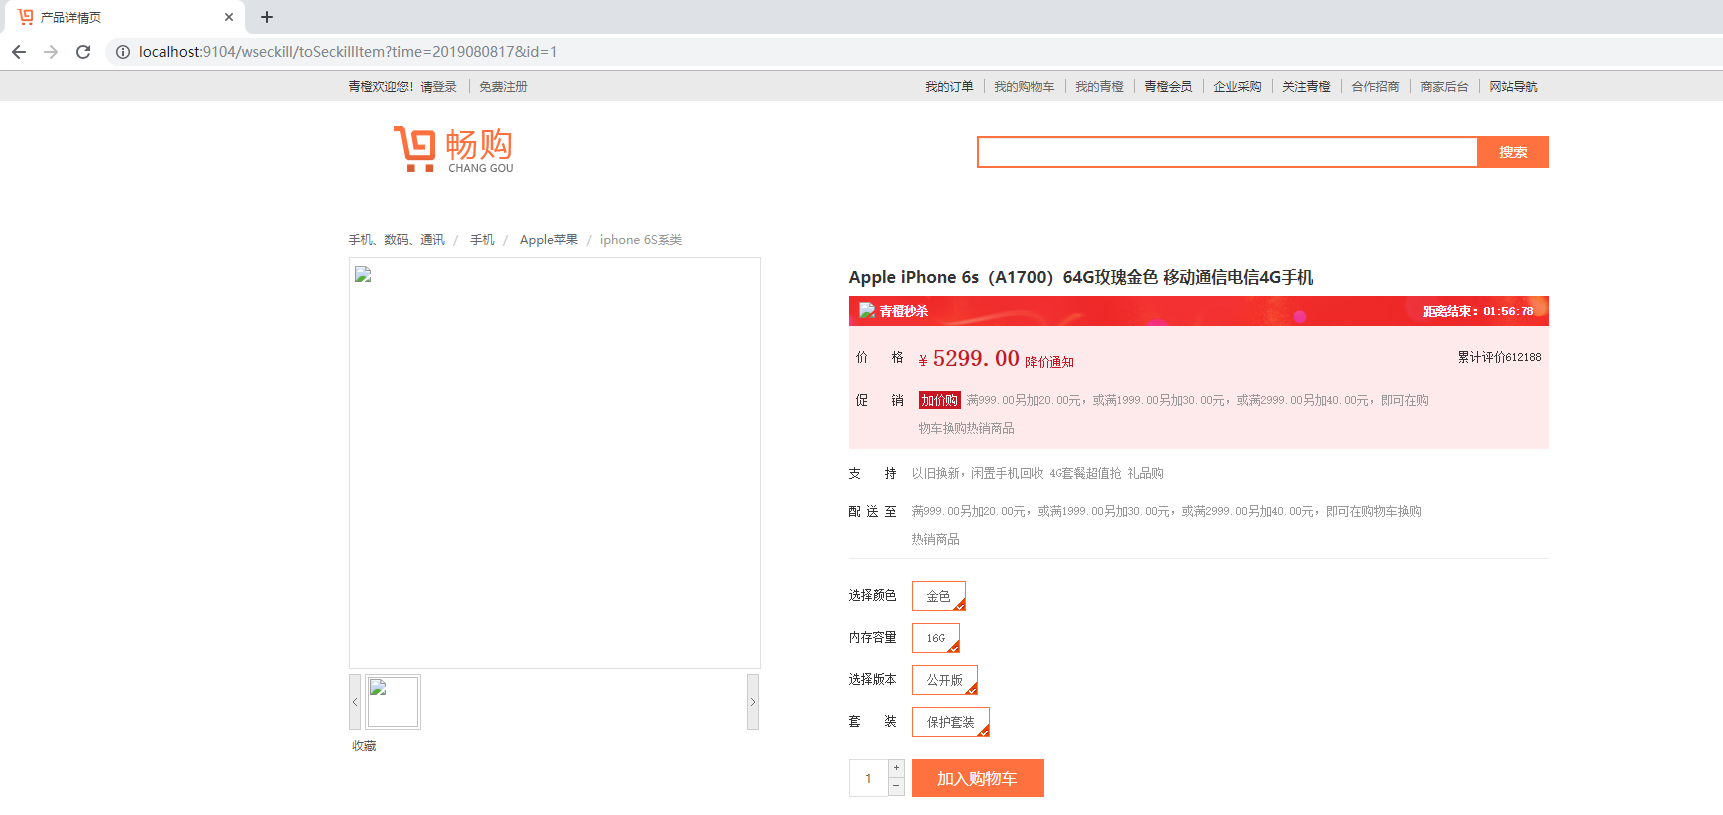 产品详情页
localhost:9104/wseckill/toSeckillItem?time=2019080817&id=1
青橙欢迎您！请登录 免费注册 我的订单 我的购物车 我的青橙 青橙会员 企业采购 关注青橙 合作招商 商家后台 网站导航
畅购
CHANG GOU
搜索
手机、数码、通讯 / 手机 / Apple苹果 / iphone 6S系类
Apple iPhone 6s（A1700）64G玫瑰金色 移动通信电信4G手机
青橙秒杀 距离结束：01:56:78
价格 ¥ 5299.00 降价通知 累计评价612188
促销 加价购 满999.00另加20.00元，或满1999.00另加30.00元，或满2999.00另加40.00元，即可在购
物车换购热销商品
支持 以旧换新，闲置手机回收 4G套餐超值抢 礼品购
配送至 满999.00另加20.00元，或满1999.00另加30.00元，或满2999.00另加40.00元，即可在购物车换购
热销商品
选择颜色 金色
内存容量 16G
选择版本 公开版
套装 保护套装
收藏
1 + - 加入购物车